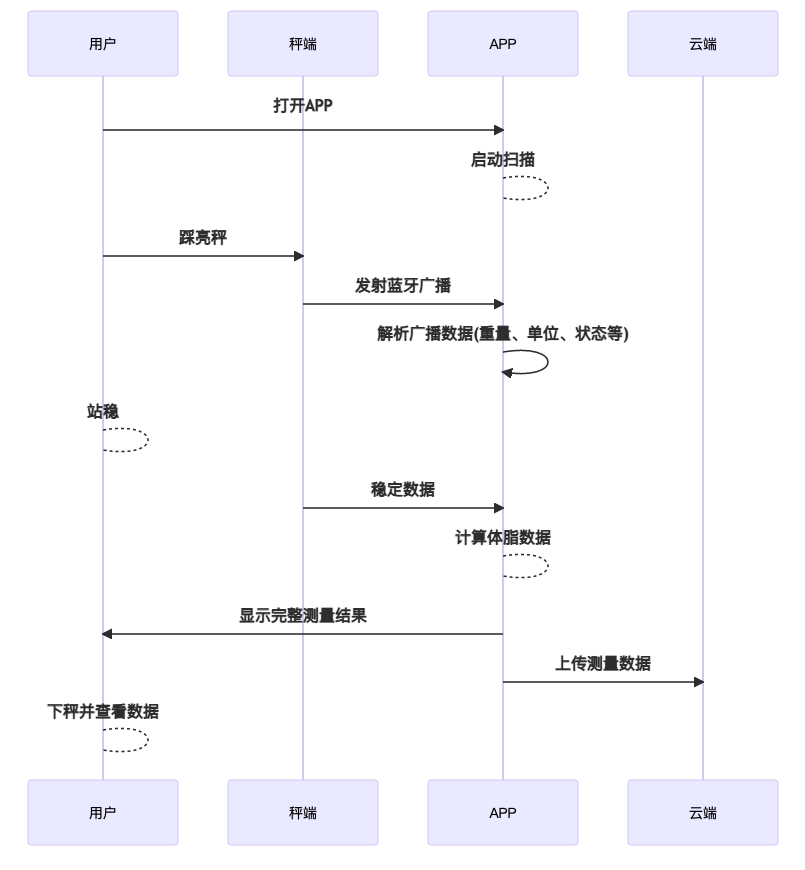 用户
秤端
APP
云端
打开APP
启动扫描
踩亮秤
发射蓝牙广播
解析广播数据(重量、单位、状态等)
站稳
稳定数据
计算体脂数据
显示完整测量结果
上传测量数据
下秤并查看数据
用户
秤端
APP
云端